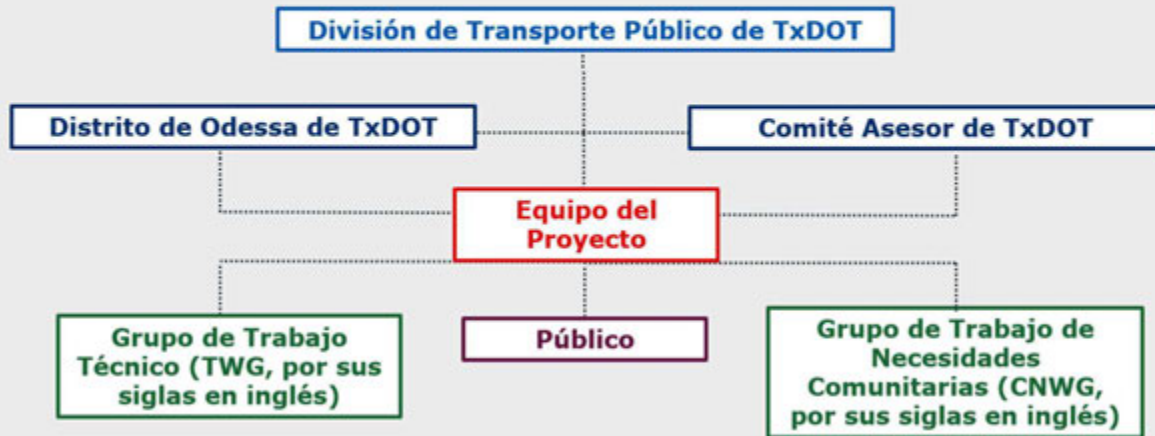 División de Transporte Público de TxDOT
Distrito de Odessa de TxDOT
Comité Asesor de TxDOT
Equipo del
Proyecto
Grupo de Trabajo
Técnico (TWG, por sus
siglas en inglés)
Público
Grupo de Trabajo de
Necesidades
Comunitarias (CNWG,
por sus siglas en inglés)